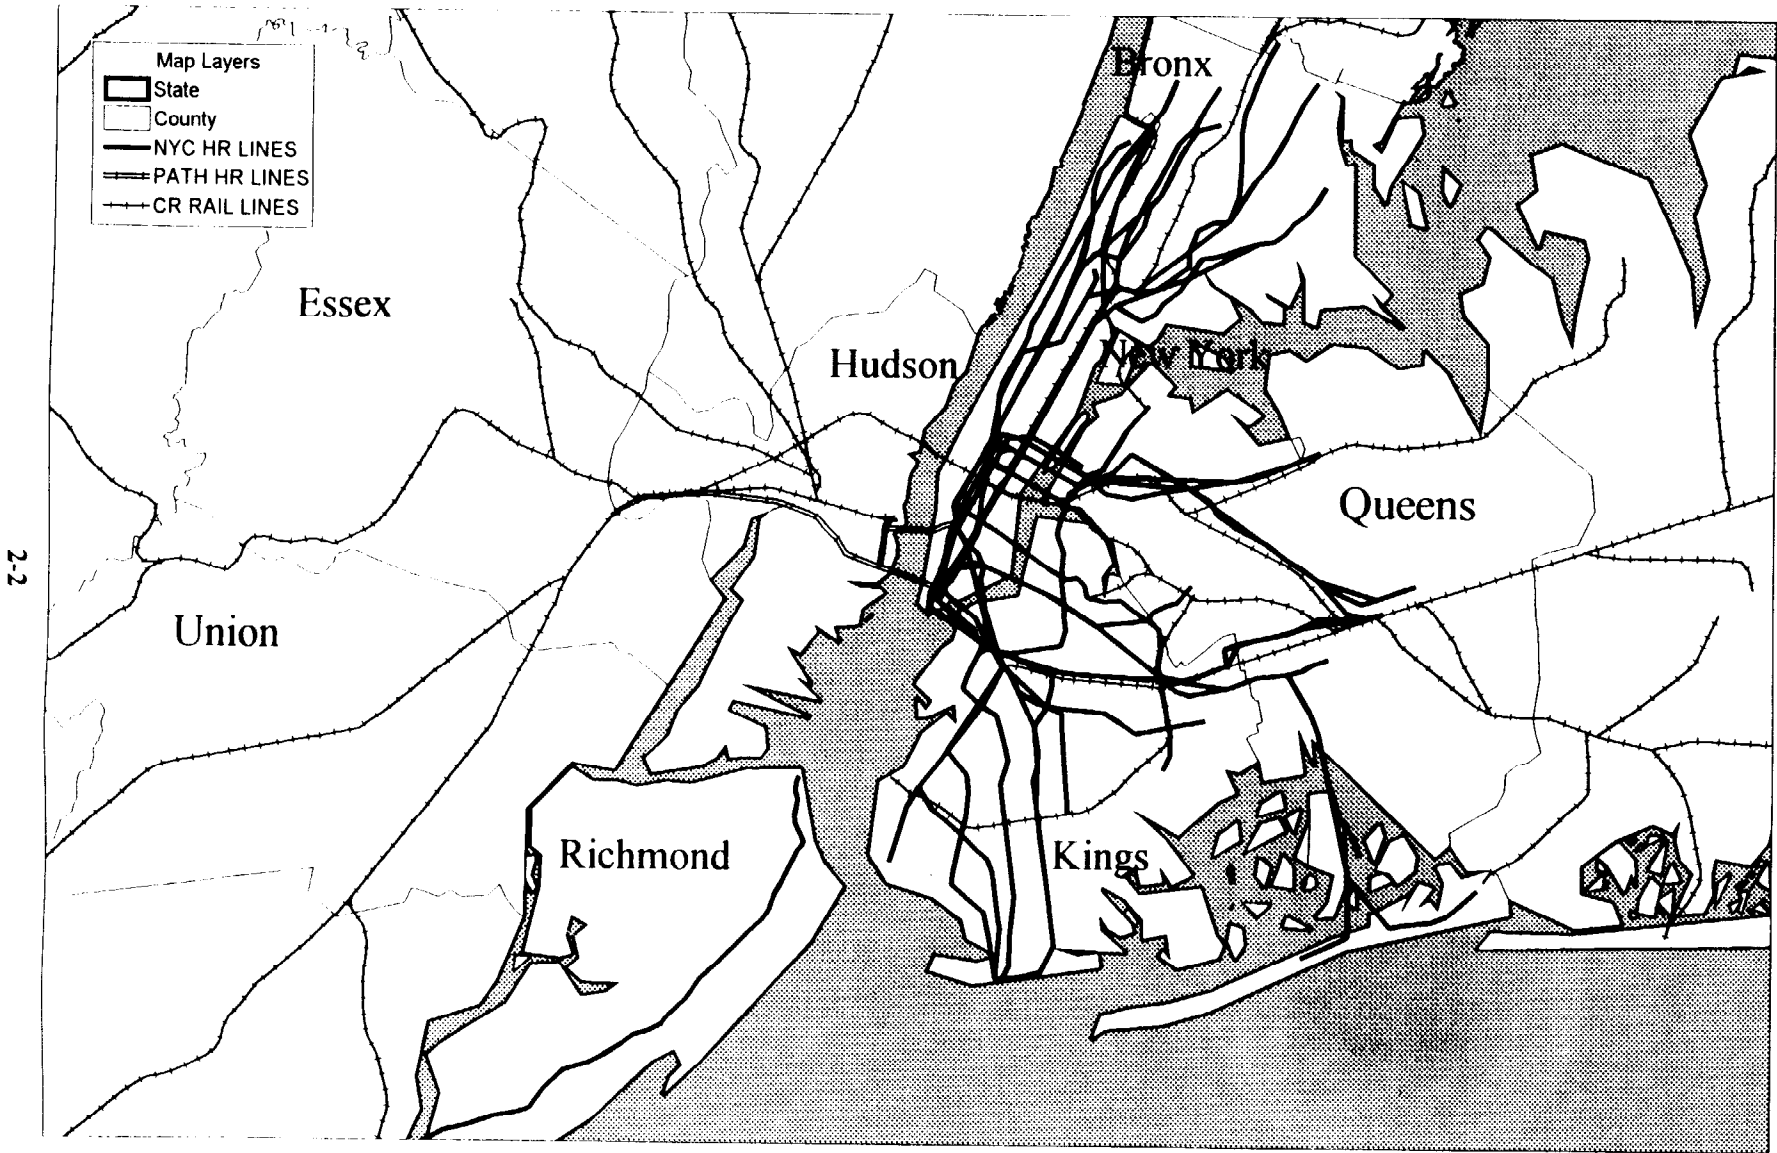 Map Layers
State
County
NYC HR LINES
PATH HR LINES
CR RAIL LINES
Bronx
Essex
Hudson
New York
Queens
2-2
Union
Richmond
Kings